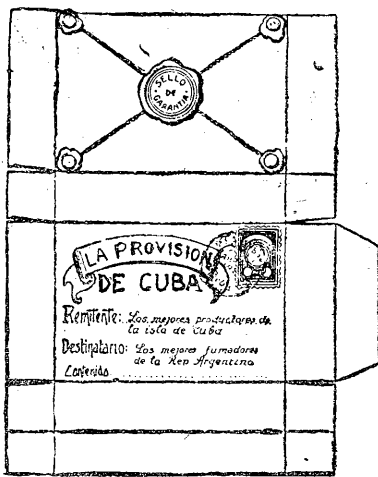 SELLO
DE
GARANTIA
LA PROVISION
DE CUBA
Remitente: Los mejores productores de
la isla de Cuba
Destinatario: Los mejores fumadores
de la Rep Argentina
Contenido